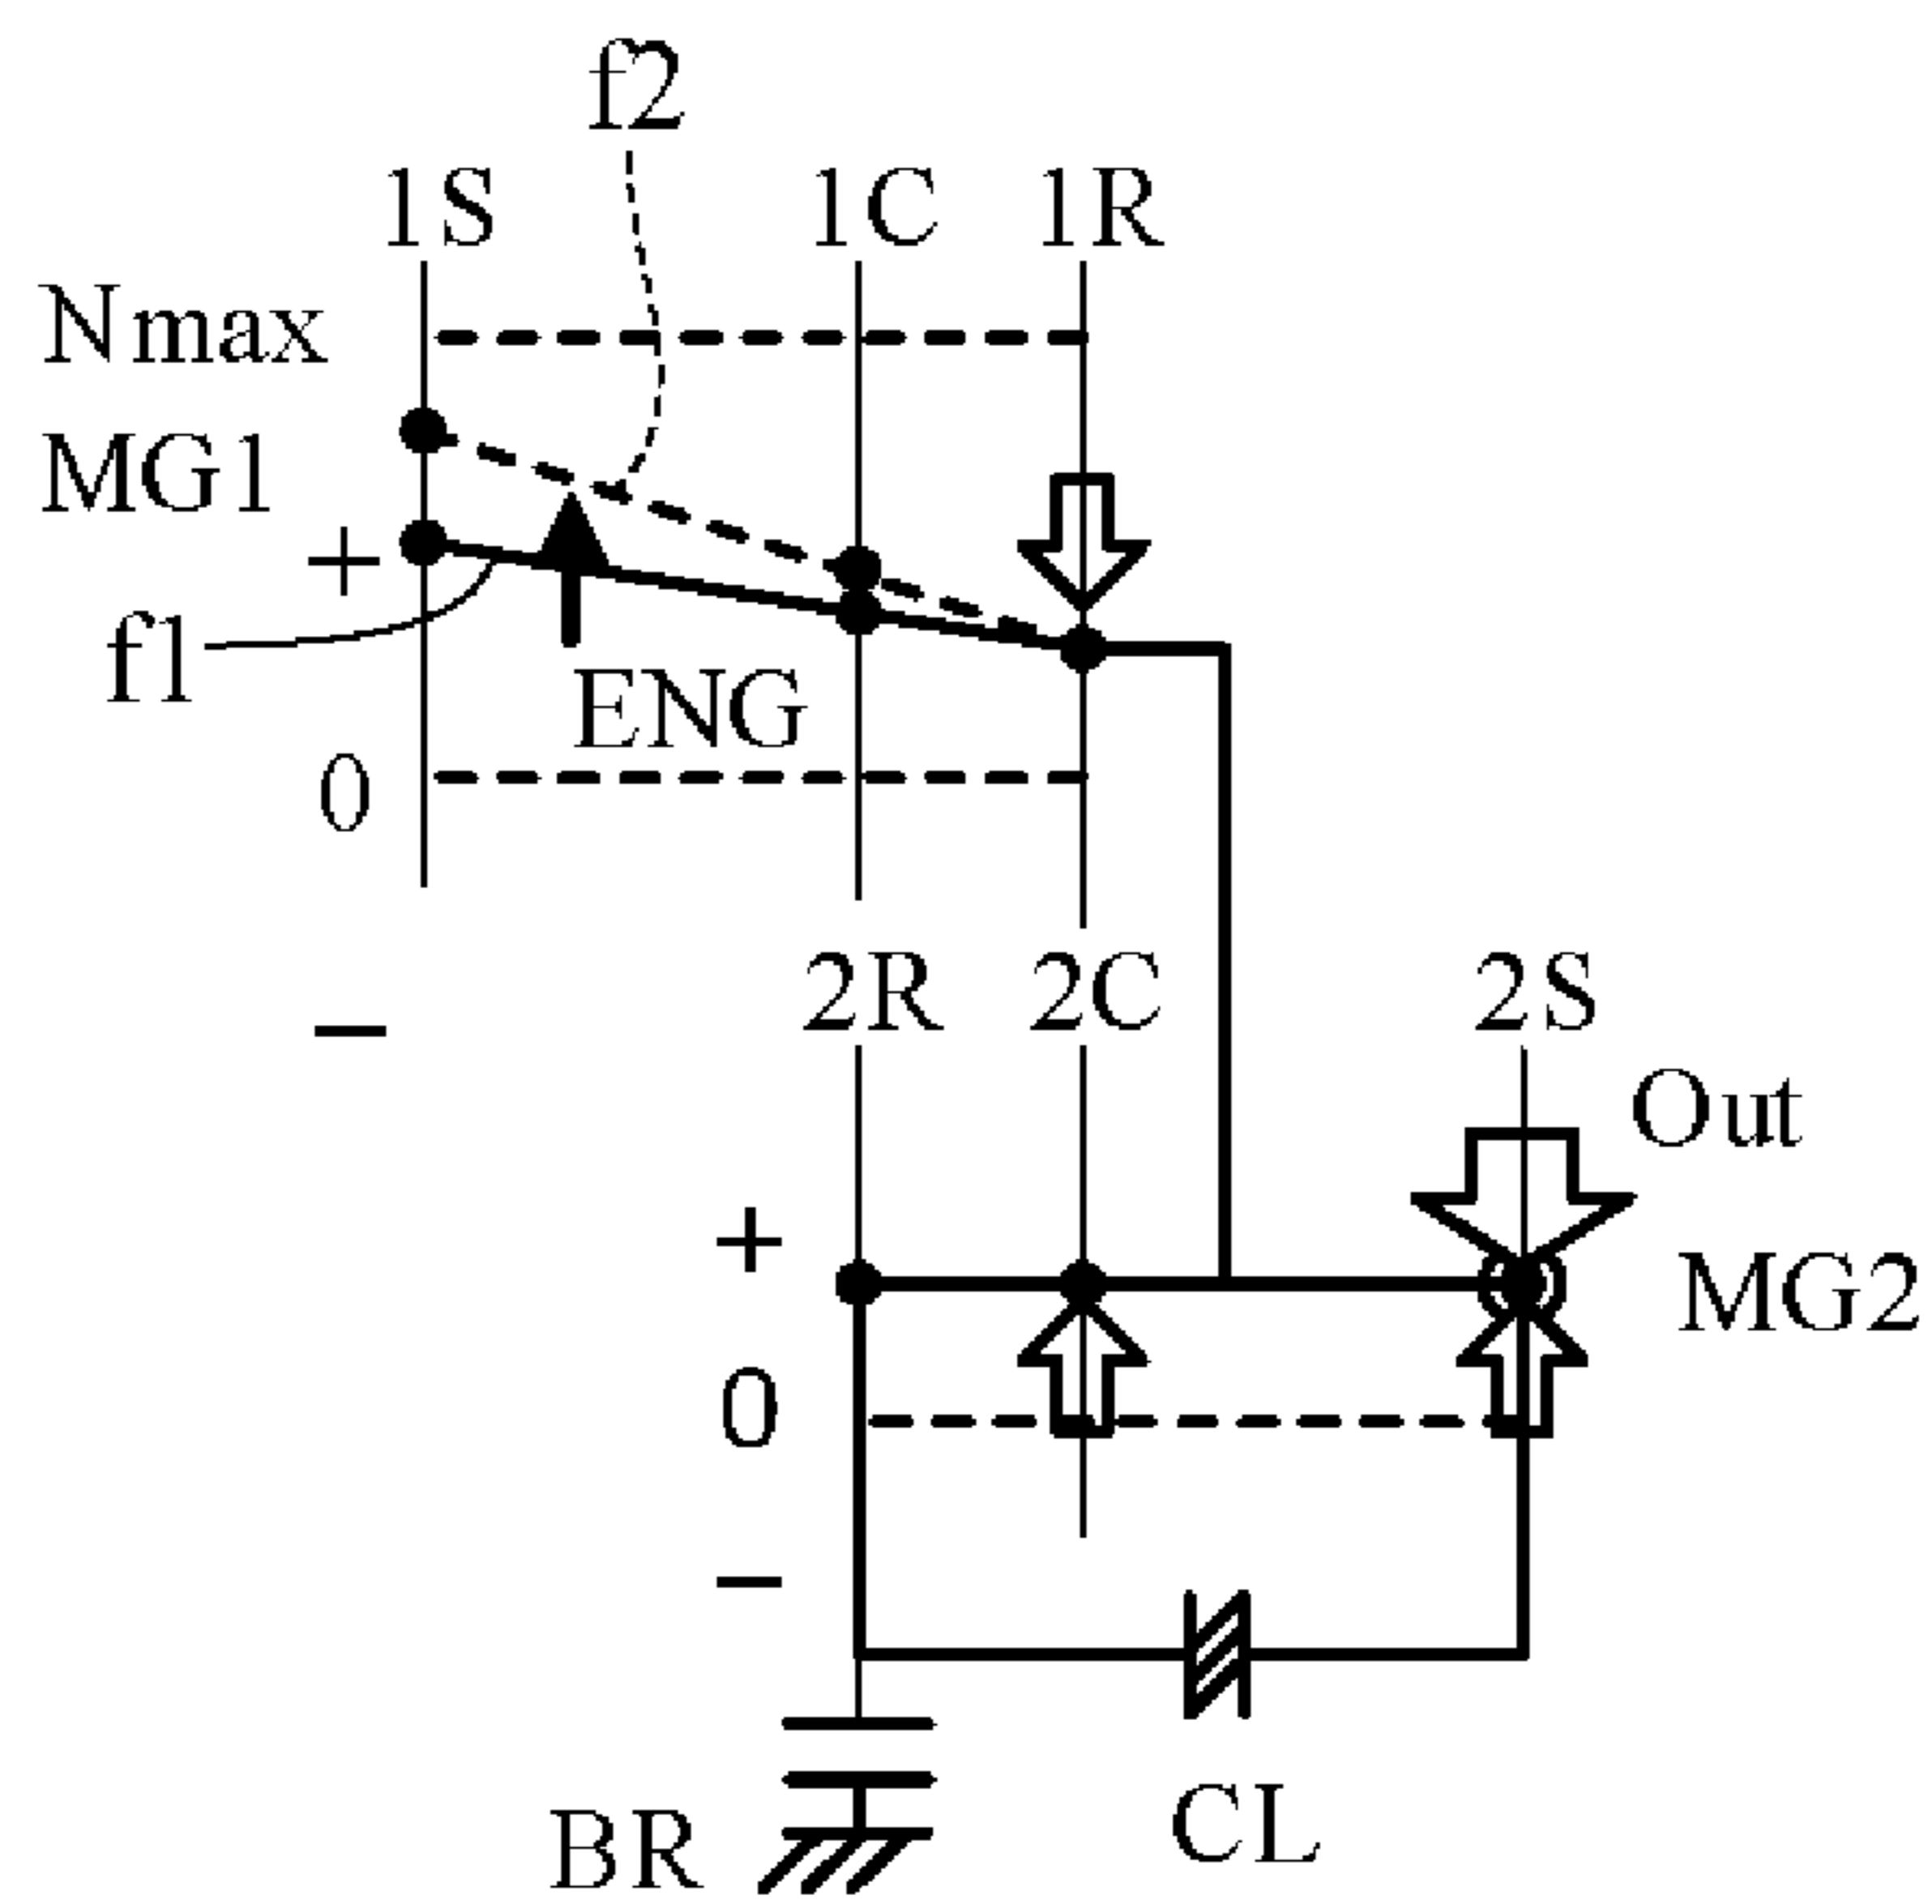 f2
1S 1C 1R
Nmax
MG1
+
f1
ENG
0
2R 2C 2S
−
Out
+
MG2
0
−
CL
BR